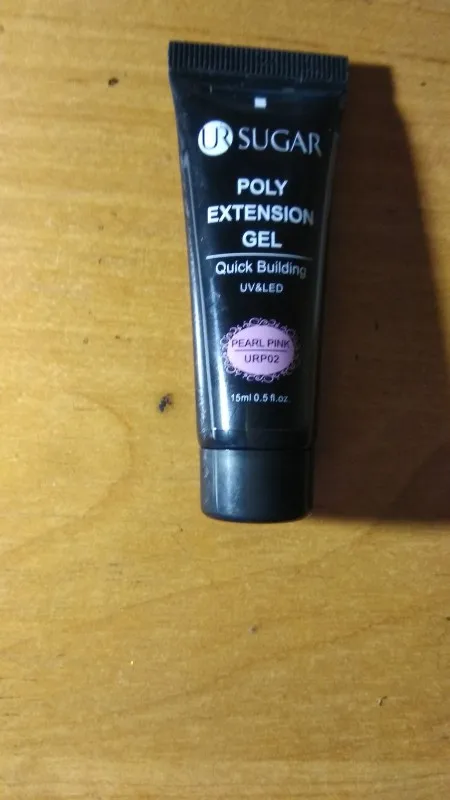 UR SUGAR
POLY
EXTENSION
GEL
Quick Building
UV&LED
PEARL PINK
URP02
15ml 0.5 fl.oz.